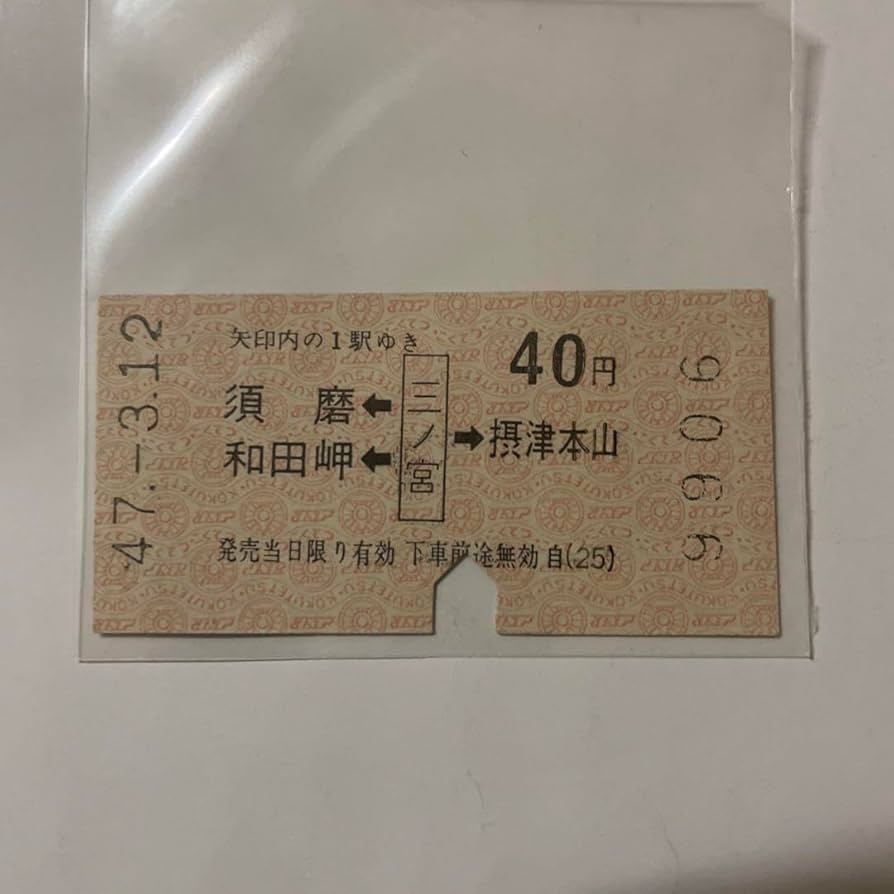 47.-3.12
矢印内の1駅ゆき
40円
須磨←三ノ宮→摂津本山
和田岬←
発売当日限り有効 下車前途無効 自(25)
9906